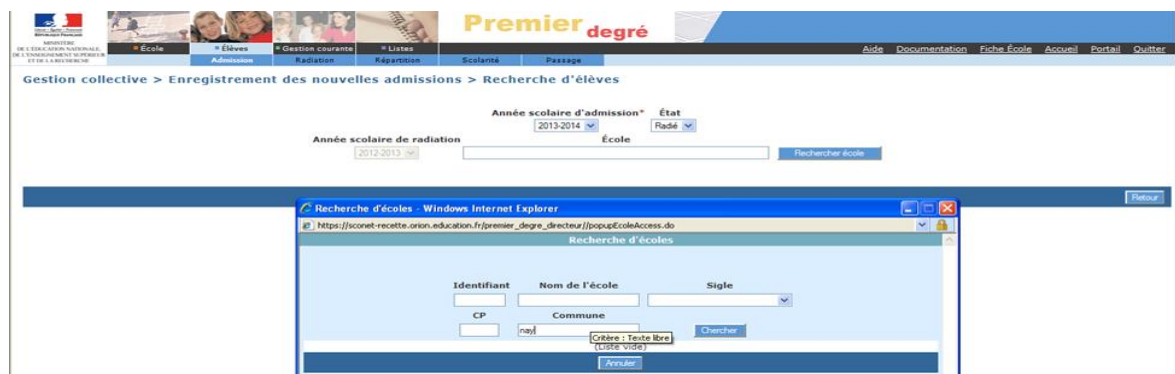 Premier degré
MINISTÈRE
DE L'ÉDUCATION NATIONALE,
DE L'ENSEIGNEMENT SUPÉRIEUR
ET DE LA RECHERCHE
École Élèves Gestion courante Listes
Aide Documentation Fiche École Accueil Portail Quitter
Admission Radiation Répartition Scolarité Passage
Gestion collective > Enregistrement des nouvelles admissions > Recherche d'élèves
Année scolaire d'admission* État
2013-2014 Radié
Année scolaire de radiation École
2012-2013 Rechercher école
Retour
Recherche d'écoles - Windows Internet Explorer
https://sconet-recette.orion.education.fr/premier_degre_directeur//popupEcoleAccess.do
Recherche d'écoles
Identifiant Nom de l'école Sigle
CP Commune
nay Chercher
Critère : Texte libre
(Liste vide)
Annuler